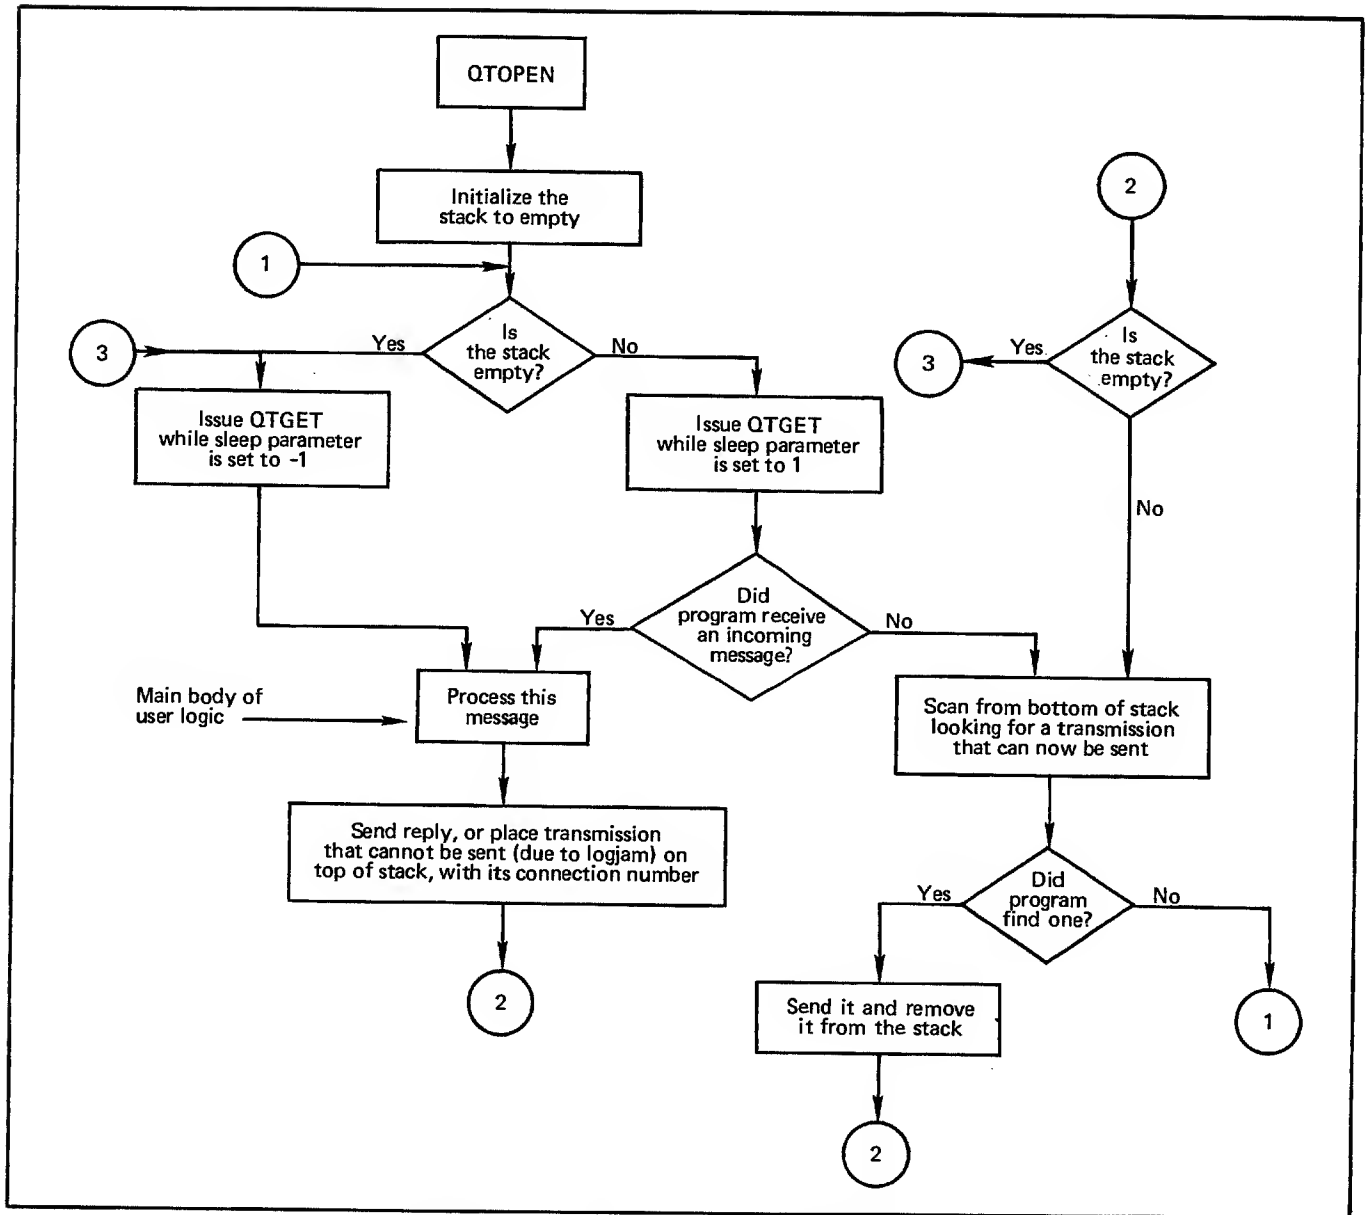 QTOPEN
Initialize the
stack to empty
1
2
3
Yes
Is
the stack
empty?
No
3
Yes
Is
the stack
empty?
Issue QTGET
while sleep parameter
is set to -1
Issue QTGET
while sleep parameter
is set to 1
No
Yes
Did
program receive
an incoming
message?
No
Main body of
user logic
Process this
message
Scan from bottom of stack
looking for a transmission
that can now be sent
Send reply, or place transmission
that cannot be sent (due to logjam) on
top of stack, with its connection number
Yes
Did
program
find one?
No
2
Send it and remove
it from the stack
1
2